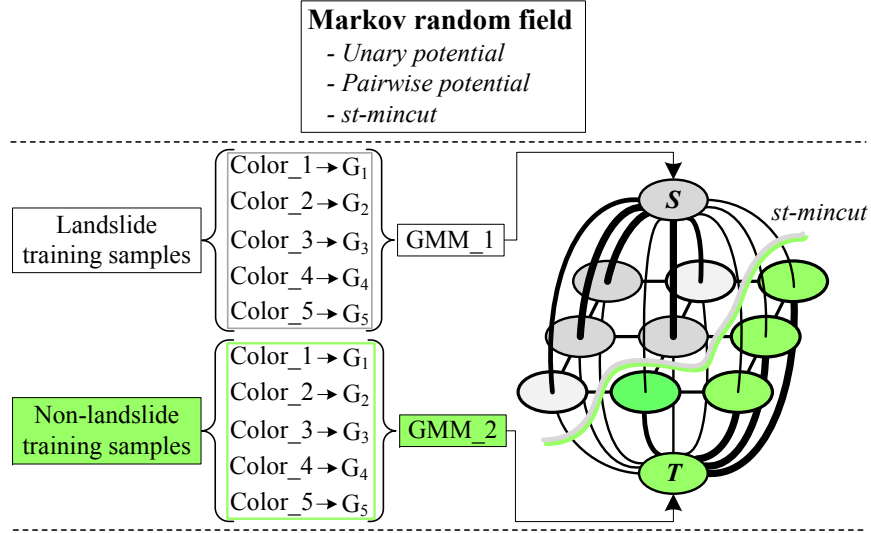 Markov random field
- Unary potential
- Pairwise potential
- st-mincut
Landslide
training samples
Color_1→G₁
Color_2→G₂
Color_3→G₃
Color_4→G₄
Color_5→G₅
GMM_1
Non-landslide
training samples
Color_1→G₁
Color_2→G₂
Color_3→G₃
Color_4→G₄
Color_5→G₅
GMM_2
S
st-mincut
T